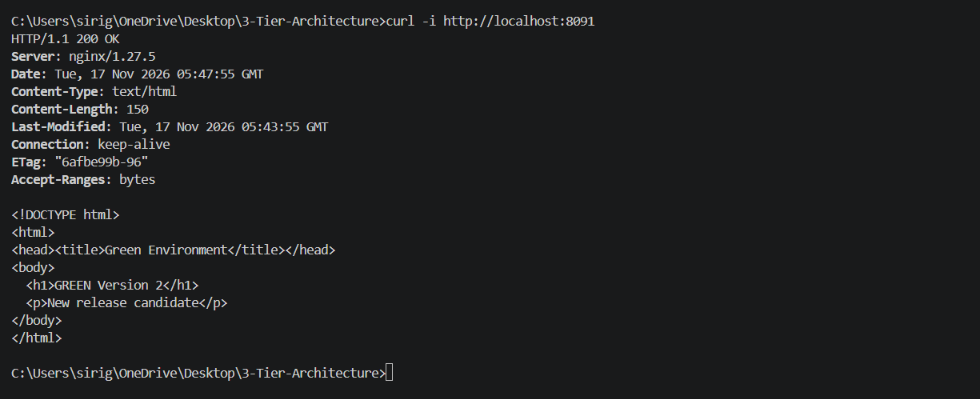 C:\Users\sirig\OneDrive\Desktop\3-Tier-Architecture>curl -i http://localhost:8091
HTTP/1.1 200 OK
Server: nginx/1.27.5
Date: Tue, 17 Nov 2026 05:47:55 GMT
Content-Type: text/html
Content-Length: 150
Last-Modified: Tue, 17 Nov 2026 05:43:55 GMT
Connection: keep-alive
ETag: "6afbe99b-96"
Accept-Ranges: bytes

<!DOCTYPE html>
<html>
<head><title>Green Environment</title></head>
<body>
  <h1>GREEN Version 2</h1>
  <p>New release candidate</p>
</body>
</html>

C:\Users\sirig\OneDrive\Desktop\3-Tier-Architecture>